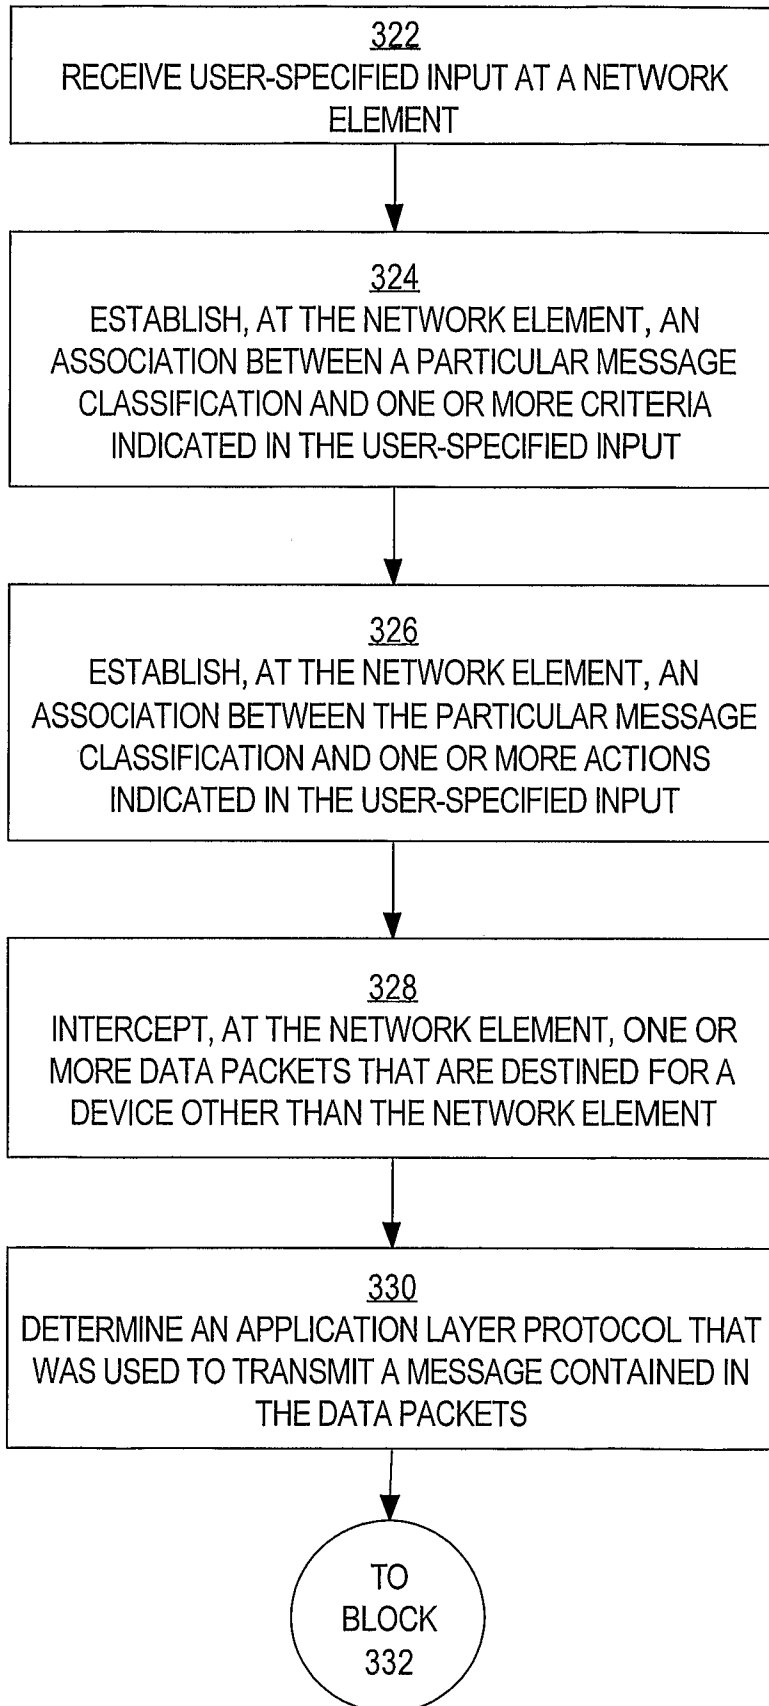 322
RECEIVE USER-SPECIFIED INPUT AT A NETWORK
ELEMENT
324
ESTABLISH, AT THE NETWORK ELEMENT, AN
ASSOCIATION BETWEEN A PARTICULAR MESSAGE
CLASSIFICATION AND ONE OR MORE CRITERIA
INDICATED IN THE USER-SPECIFIED INPUT
326
ESTABLISH, AT THE NETWORK ELEMENT, AN
ASSOCIATION BETWEEN THE PARTICULAR MESSAGE
CLASSIFICATION AND ONE OR MORE ACTIONS
INDICATED IN THE USER-SPECIFIED INPUT
328
INTERCEPT, AT THE NETWORK ELEMENT, ONE OR
MORE DATA PACKETS THAT ARE DESTINED FOR A
DEVICE OTHER THAN THE NETWORK ELEMENT
330
DETERMINE AN APPLICATION LAYER PROTOCOL THAT
WAS USED TO TRANSMIT A MESSAGE CONTAINED IN
THE DATA PACKETS
TO
BLOCK
332